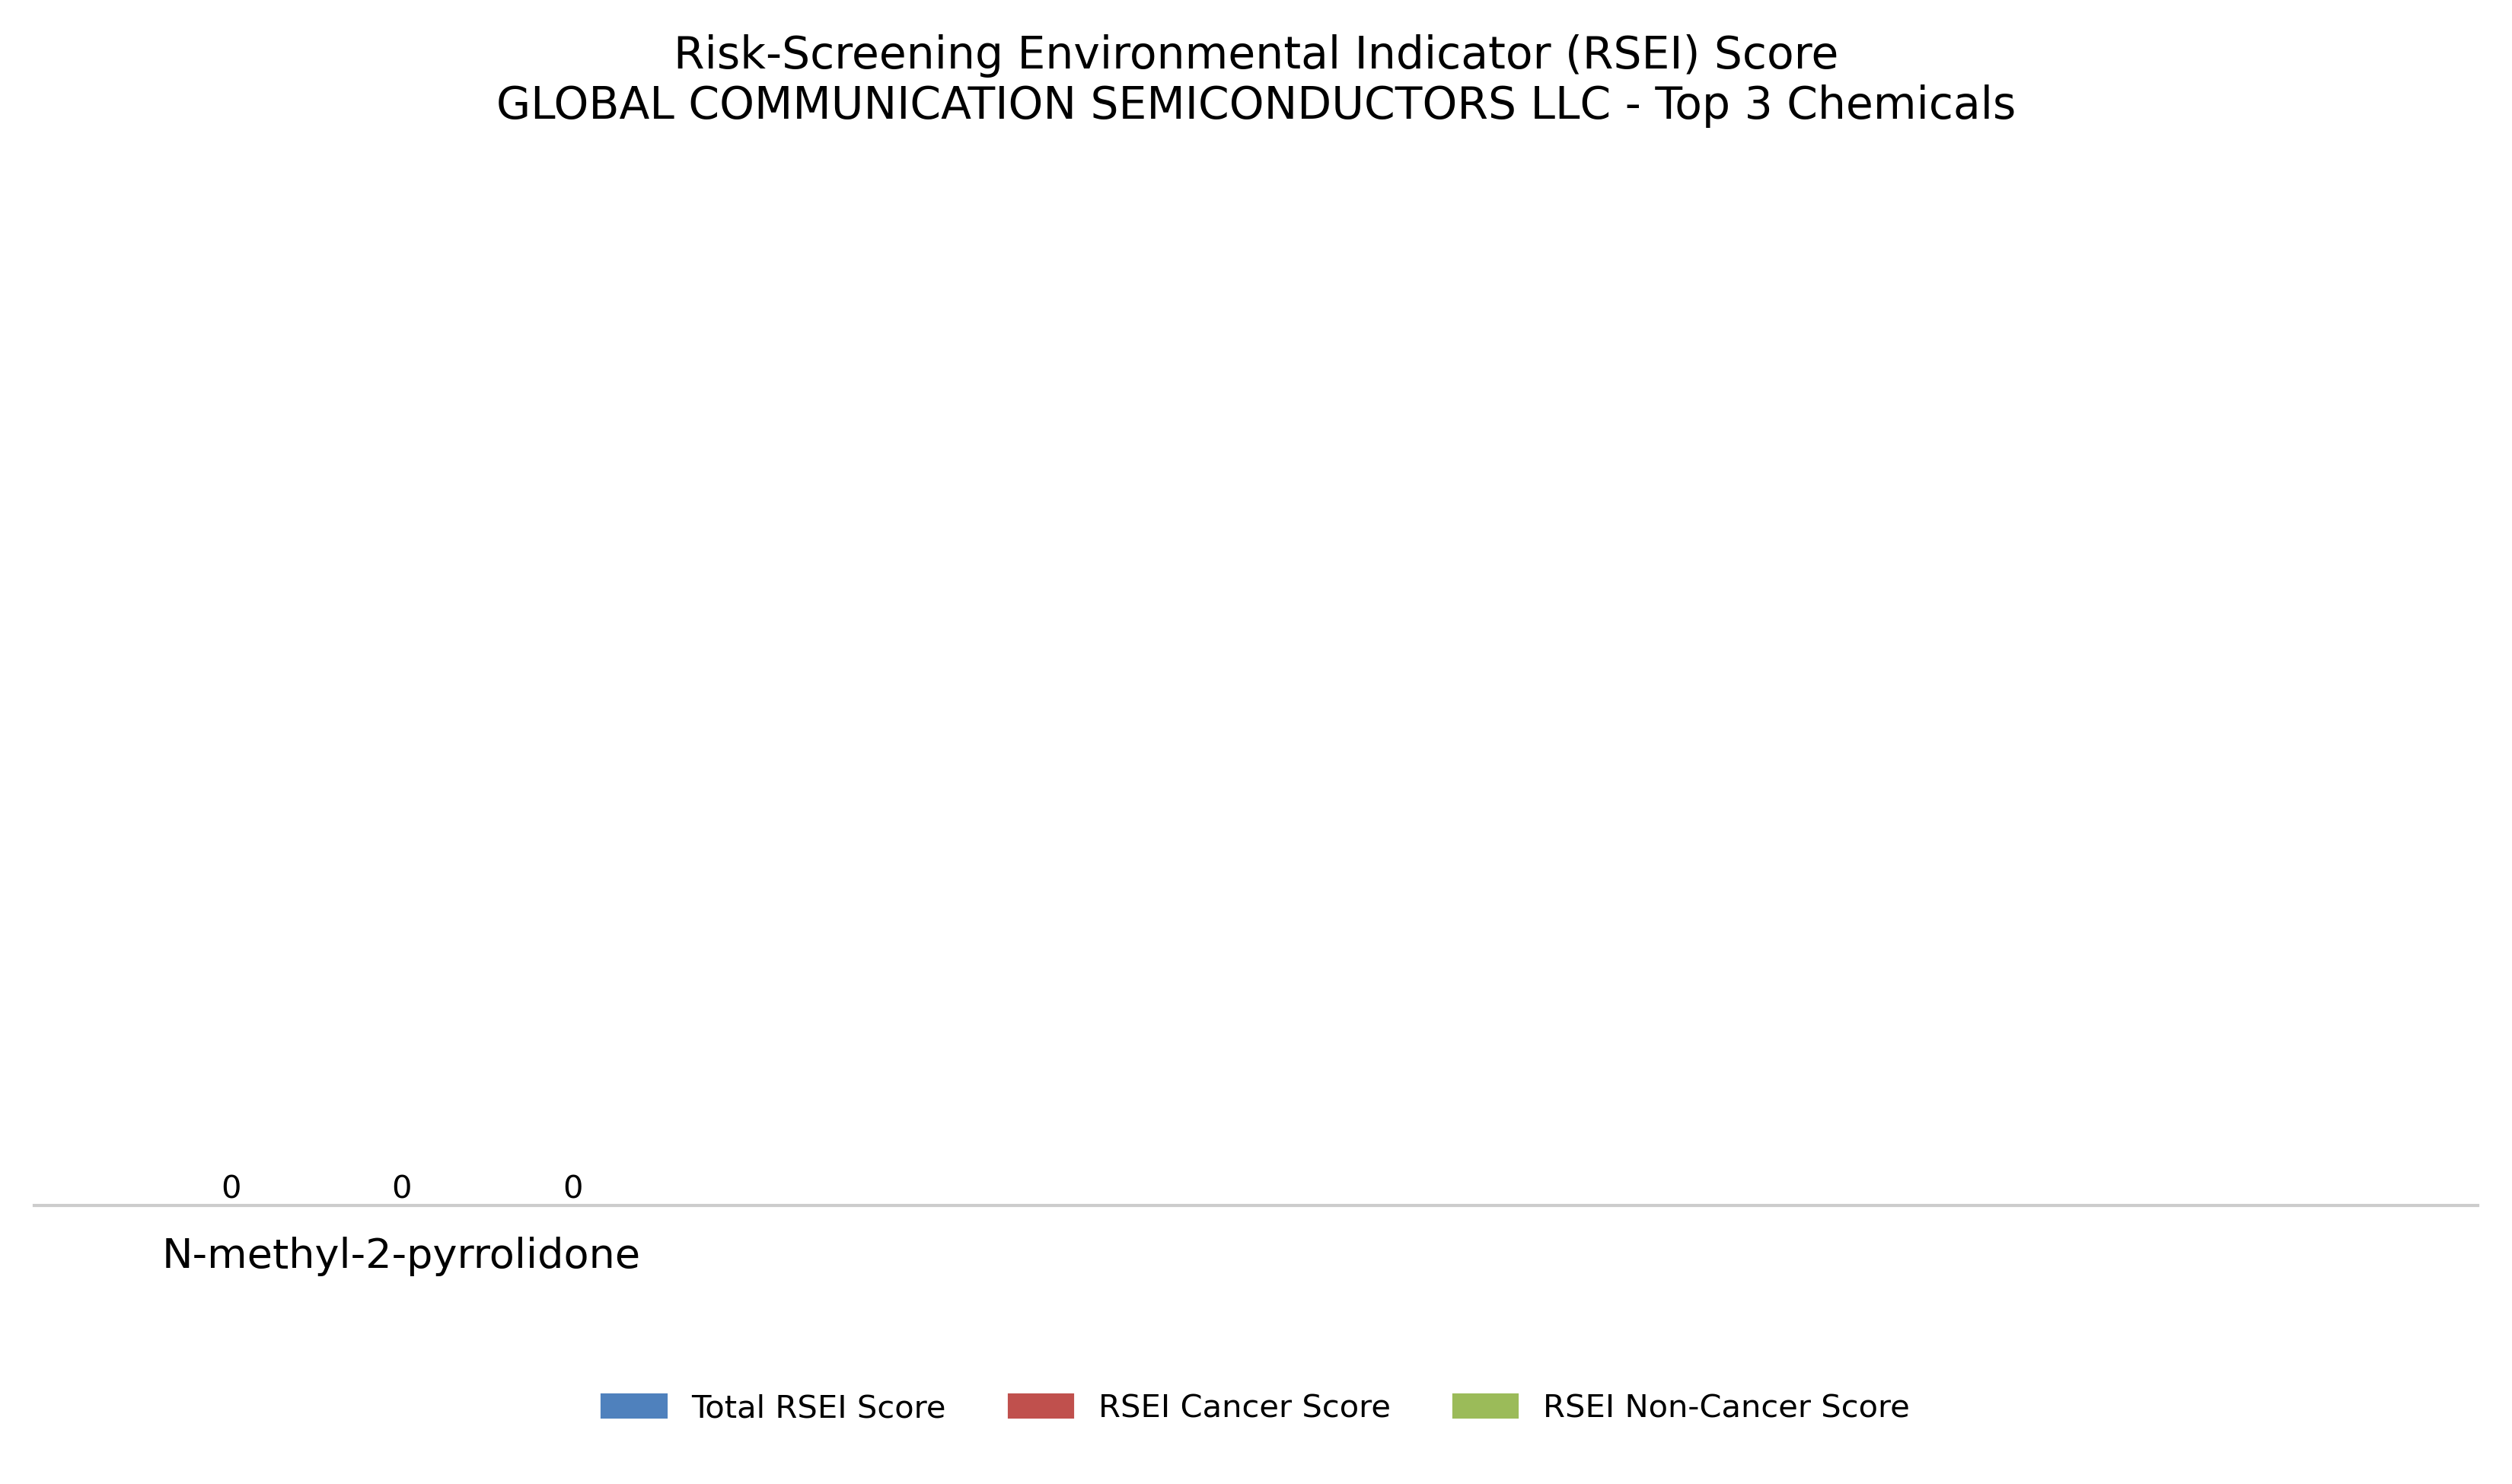 Risk-Screening Environmental Indicator (RSEI) Score
GLOBAL COMMUNICATION SEMICONDUCTORS LLC - Top 3 Chemicals
0 0 0
N-methyl-2-pyrrolidone
Total RSEI Score RSEI Cancer Score RSEI Non-Cancer Score